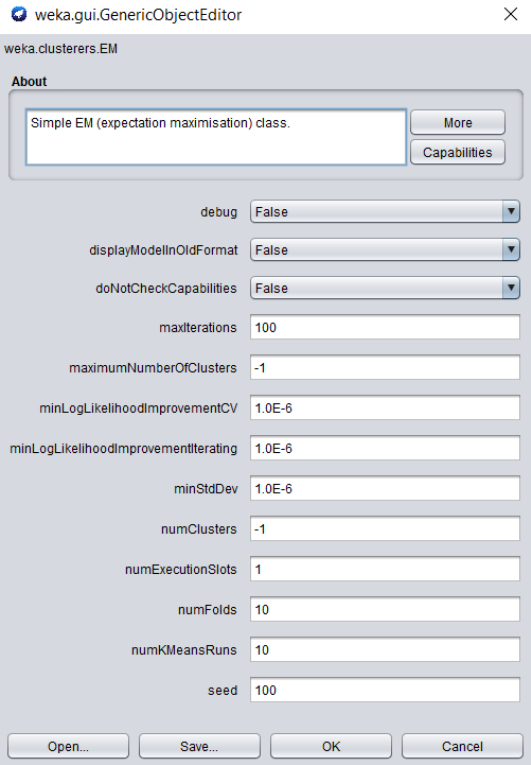 weka.gui.GenericObjectEditor
weka.clusterers.EM
About
Simple EM (expectation maximisation) class.
More
Capabilities
debug False
displayModelInOldFormat False
doNotCheckCapabilities False
maxIterations 100
maximumNumberOfClusters -1
minLogLikelihoodImprovementCV 1.0E-6
minLogLikelihoodImprovementIterating 1.0E-6
minStdDev 1.0E-6
numClusters -1
numExecutionSlots 1
numFolds 10
numKMeansRuns 10
seed 100
Open... Save... OK Cancel